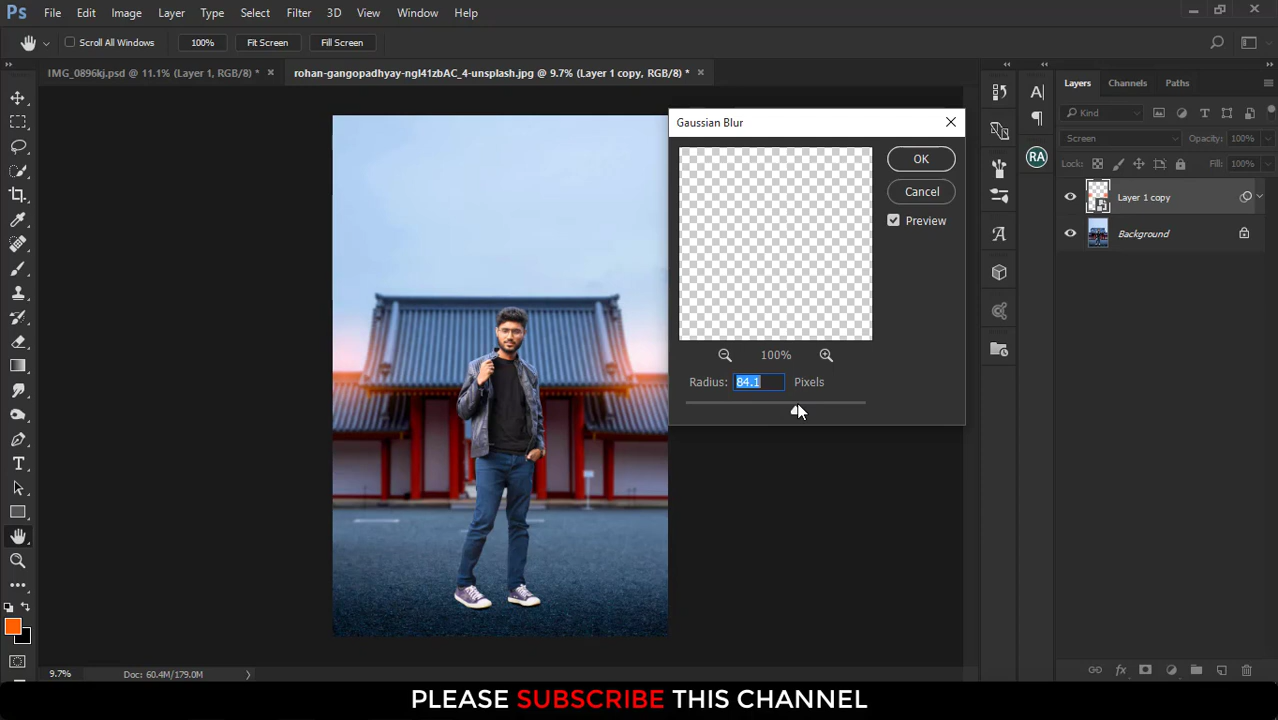 Ps File Edit Image Layer Type Select Filter 3D View Window Help
Scroll All Windows 100% Fit Screen Fill Screen
IMG_0896kj.psd @ 11.1% (Layer 1, RGB/8) * × rohan-gangopadhyay-ngI41zbAC_4-unsplash.jpg @ 9.7% (Layer 1 copy, RGB/8) * ×
Gaussian Blur
OK
Cancel
Preview
100%
Radius: 84.1 Pixels
Layers Channels Paths
Kind
Screen Opacity: 100%
Lock: Fill: 100%
Layer 1 copy
Background
RA
9.7% Doc: 60.4M/179.0M
PLEASE SUBSCRIBE THIS CHANNEL